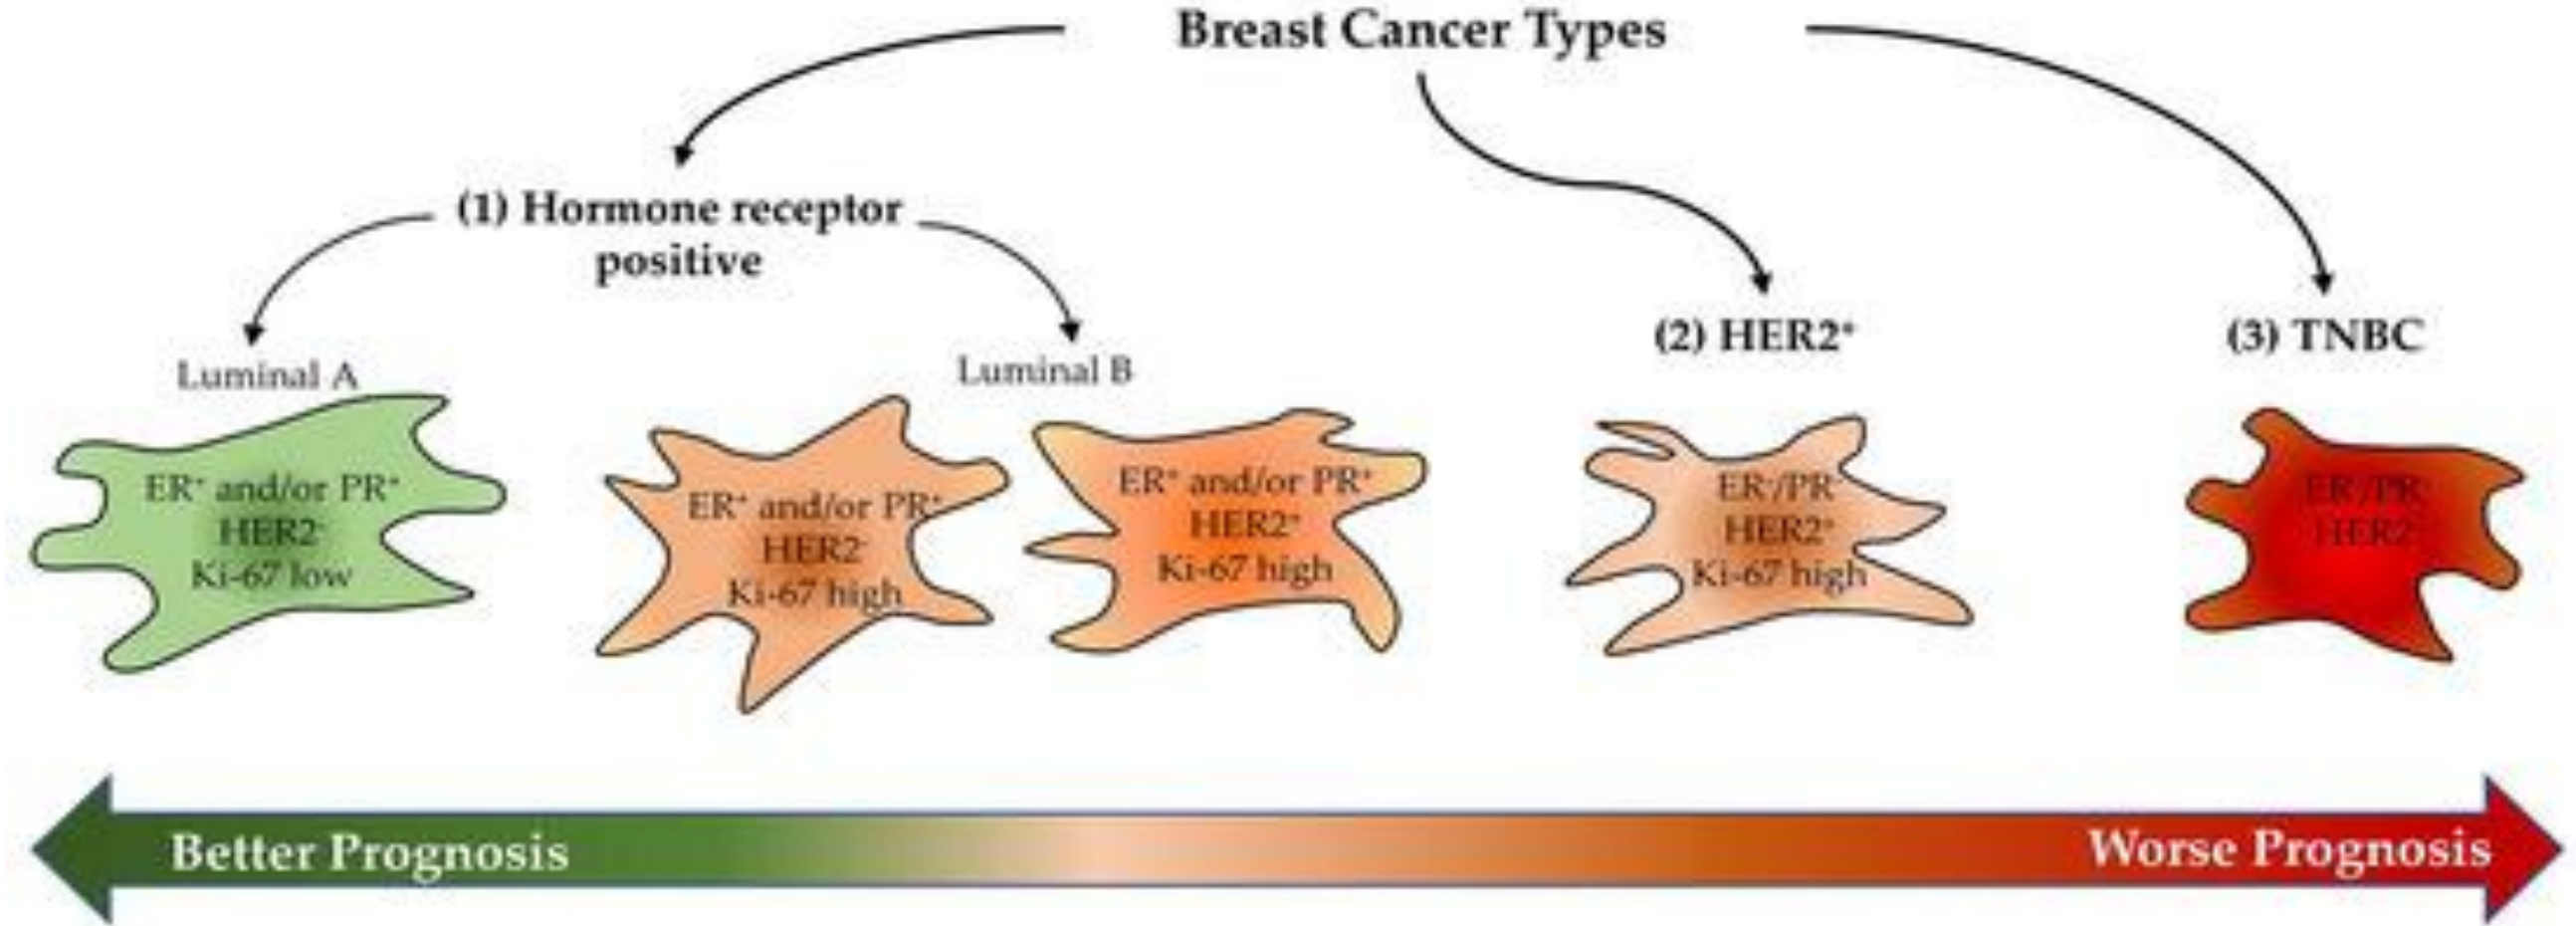 Breast Cancer Types
(1) Hormone receptor
positive
Luminal A
Luminal B
(2) HER2⁺
(3) TNBC
ER⁺ and/or PR⁺
HER2⁻
Ki-67 low
ER⁺ and/or PR⁺
HER2⁻
Ki-67 high
ER⁺ and/or PR⁺
HER2⁺
Ki-67 high
ER⁻/PR⁻
HER2⁺
Ki-67 high
ER⁻/PR⁻
HER2⁻
Better Prognosis
Worse Prognosis